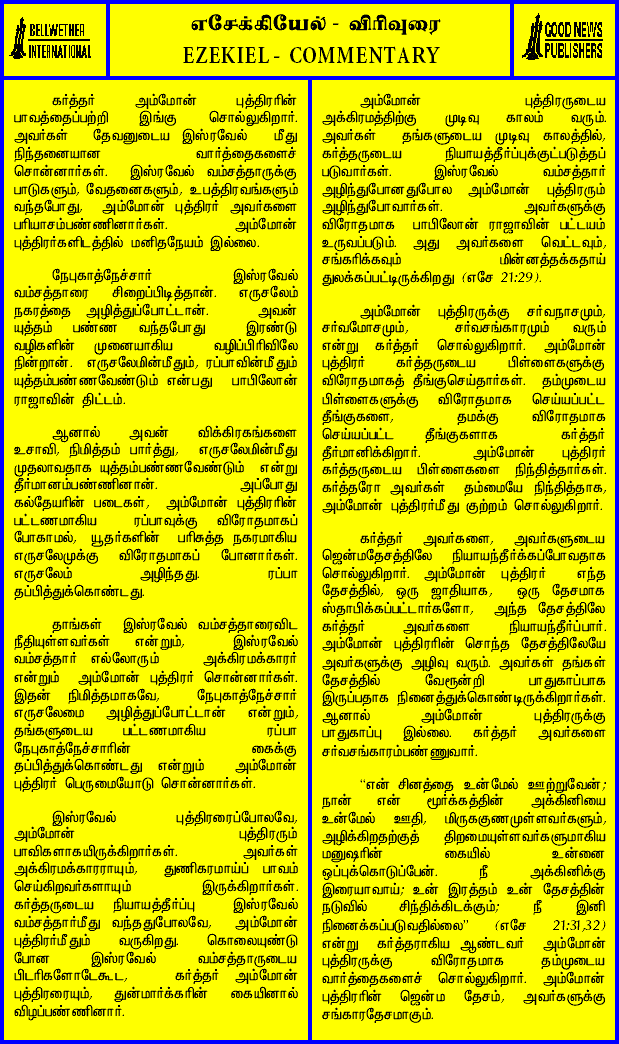 BELLWETHER
INTERNATIONAL
எசேக்கியேல் - விரிவுரை
EZEKIEL - COMMENTARY
GOOD NEWS
PUBLISHERS
கர்த்தர் அம்மோன் புத்திரரின்
பாவத்தைப்பற்றி இங்கு சொல்லுகிறார்.
அவர்கள் தேவனுடைய இஸ்ரவேல் மீது
நிந்தனையான வார்த்தைகளைச்
சொன்னார்கள். இஸ்ரவேல் வம்சத்தாருக்கு
பாடுகளும், வேதனைகளும், உபத்திரவங்களும்
வந்தபோது, அம்மோன் புத்திரர் அவர்களை
பரியாசம்பண்ணினார்கள். அம்மோன்
புத்திரர்களிடத்தில் மனிதநேயம் இல்லை.
நேபுகாத்நேச்சார் இஸ்ரவேல்
வம்சத்தாரை சிறைப்பிடித்தான். எருசலேம்
நகரத்தை அழித்துப்போட்டான். அவன்
யுத்தம் பண்ண வந்தபோது இரண்டு
வழிகளின் முனையாகிய வழிப்பிரிவிலே
நின்றான். எருசலேமின்மீதும், ரப்பாவின்மீதும்
யுத்தம்பண்ணவேண்டும் என்பது பாபிலோன்
ராஜாவின் திட்டம்.
ஆனால் அவன் விக்கிரகங்களை
உசாவி, நிமித்தம் பார்த்து, எருசலேமின்மீது
முதலாவதாக யுத்தம்பண்ணவேண்டும் என்று
தீர்மானம்பண்ணினான். அப்போது
கல்தேயரின் படைகள், அம்மோன் புத்திரரின்
பட்டணமாகிய ரப்பாவுக்கு விரோதமாகப்
போகாமல், யூதர்களின் பரிசுத்த நகரமாகிய
எருசலேமுக்கு விரோதமாகப் போனார்கள்.
எருசலேம் அழிந்தது. ரப்பா
தப்பித்துக்கொண்டது.
தாங்கள் இஸ்ரவேல் வம்சத்தாரைவிட
நீதியுள்ளவர்கள் என்றும், இஸ்ரவேல்
வம்சத்தார் எல்லோரும் அக்கிரமக்காரர்
என்றும் அம்மோன் புத்திரர் சொன்னார்கள்.
இதன் நிமித்தமாகவே, நேபுகாத்நேச்சார்
எருசலேமை அழித்துப்போட்டான் என்றும்,
தங்களுடைய பட்டணமாகிய ரப்பா
நேபுகாத்நேச்சாரின் கைக்கு
தப்பித்துக்கொண்டது என்றும் அம்மோன்
புத்திரர் பெருமையோடு சொன்னார்கள்.
இஸ்ரவேல் புத்திரரைப்போலவே,
அம்மோன் புத்திரரும்
பாவிகளாகயிருக்கிறார்கள். அவர்கள்
அக்கிரமக்காரராயும், துணிகரமாய்ப் பாவம்
செய்கிறவர்களாயும் இருக்கிறார்கள்.
கர்த்தருடைய நியாயத்தீர்ப்பு இஸ்ரவேல்
வம்சத்தார்மீது வந்ததுபோலவே, அம்மோன்
புத்திரர்மீதும் வருகிறது. கொலையுண்டு
போன இஸ்ரவேல் வம்சத்தாருடைய
பிடரிகளோடேகூட, கர்த்தர் அம்மோன்
புத்திரரையும், துன்மார்க்கரின் கையினால்
விழப்பண்ணினார்.
அம்மோன் புத்திரருடைய
அக்கிரமத்திற்கு முடிவு காலம் வரும்.
அவர்கள் தங்களுடைய முடிவு காலத்தில்,
கர்த்தருடைய நியாயத்தீர்ப்புக்குட்படுத்தப்
படுவார்கள். இஸ்ரவேல் வம்சத்தார்
அழிந்துபோனதுபோல அம்மோன் புத்திரரும்
அழிந்துபோவார்கள். அவர்களுக்கு
விரோதமாக பாபிலோன் ராஜாவின் பட்டயம்
உருவப்படும். அது அவர்களை வெட்டவும்,
சங்கரிக்கவும் மின்னத்தக்கதாய்
துலக்கப்பட்டிருக்கிறது (எசே 21:29).
அம்மோன் புத்திரருக்கு சர்வநாசமும்,
சர்வமோசமும், சர்வசங்காரமும் வரும்
என்று கர்த்தர் சொல்லுகிறார். அம்மோன்
புத்திரர் கர்த்தருடைய பிள்ளைகளுக்கு
விரோதமாகத் தீங்குசெய்தார்கள். தம்முடைய
பிள்ளைகளுக்கு விரோதமாக செய்யப்பட்ட
தீங்குகளை, தமக்கு விரோதமாக
செய்யப்பட்ட தீங்குகளாக கர்த்தர்
தீர்மானிக்கிறார். அம்மோன் புத்திரர்
கர்த்தருடைய பிள்ளைகளை நிந்தித்தார்கள்.
கர்த்தரோ அவர்கள் தம்மையே நிந்தித்தாக,
அம்மோன் புத்திரர்மீது குற்றம் சொல்லுகிறார்.
கர்த்தர் அவர்களை, அவர்களுடைய
ஜென்மதேசத்திலே நியாயந்தீர்க்கப்போவதாக
சொல்லுகிறார். அம்மோன் புத்திரர் எந்த
தேசத்தில், ஒரு ஜாதியாக, ஒரு தேசமாக
ஸ்தாபிக்கப்பட்டார்களோ, அந்த தேசத்திலே
கர்த்தர் அவர்களை நியாயந்தீர்ப்பார்.
அம்மோன் புத்திரரின் சொந்த தேசத்திலேயே
அவர்களுக்கு அழிவு வரும். அவர்கள் தங்கள்
தேசத்தில் வேரூன்றி பாதுகாப்பாக
இருப்பதாக நினைத்துக்கொண்டிருக்கிறார்கள்.
ஆனால் அம்மோன் புத்திரருக்கு
பாதுகாப்பு இல்லை. கர்த்தர் அவர்களை
சர்வசங்காரம்பண்ணுவார்.
“என் சினத்தை உன்மேல் ஊற்றுவேன்;
நான் என் மூர்க்கத்தின் அக்கினியை
உன்மேல் ஊதி, மிருககுணமுள்ளவர்களும்,
அழிக்கிறதற்குத் திறமையுள்ளவர்களுமாகிய
மனுஷரின் கையில் உன்னை
ஒப்புக்கொடுப்பேன். நீ அக்கினிக்கு
இரையாவாய்; உன் இரத்தம் உன் தேசத்தின்
நடுவில் சிந்திக்கிடக்கும்; நீ இனி
நினைக்கப்படுவதில்லை” (எசே 21:31,32)
என்று கர்த்தராகிய ஆண்டவர் அம்மோன்
புத்திரருக்கு விரோதமாக தம்முடைய
வார்த்தைகளைச் சொல்லுகிறார். அம்மோன்
புத்திரரின் ஜென்ம தேசம், அவர்களுக்கு
சங்காரதேசமாகும்.